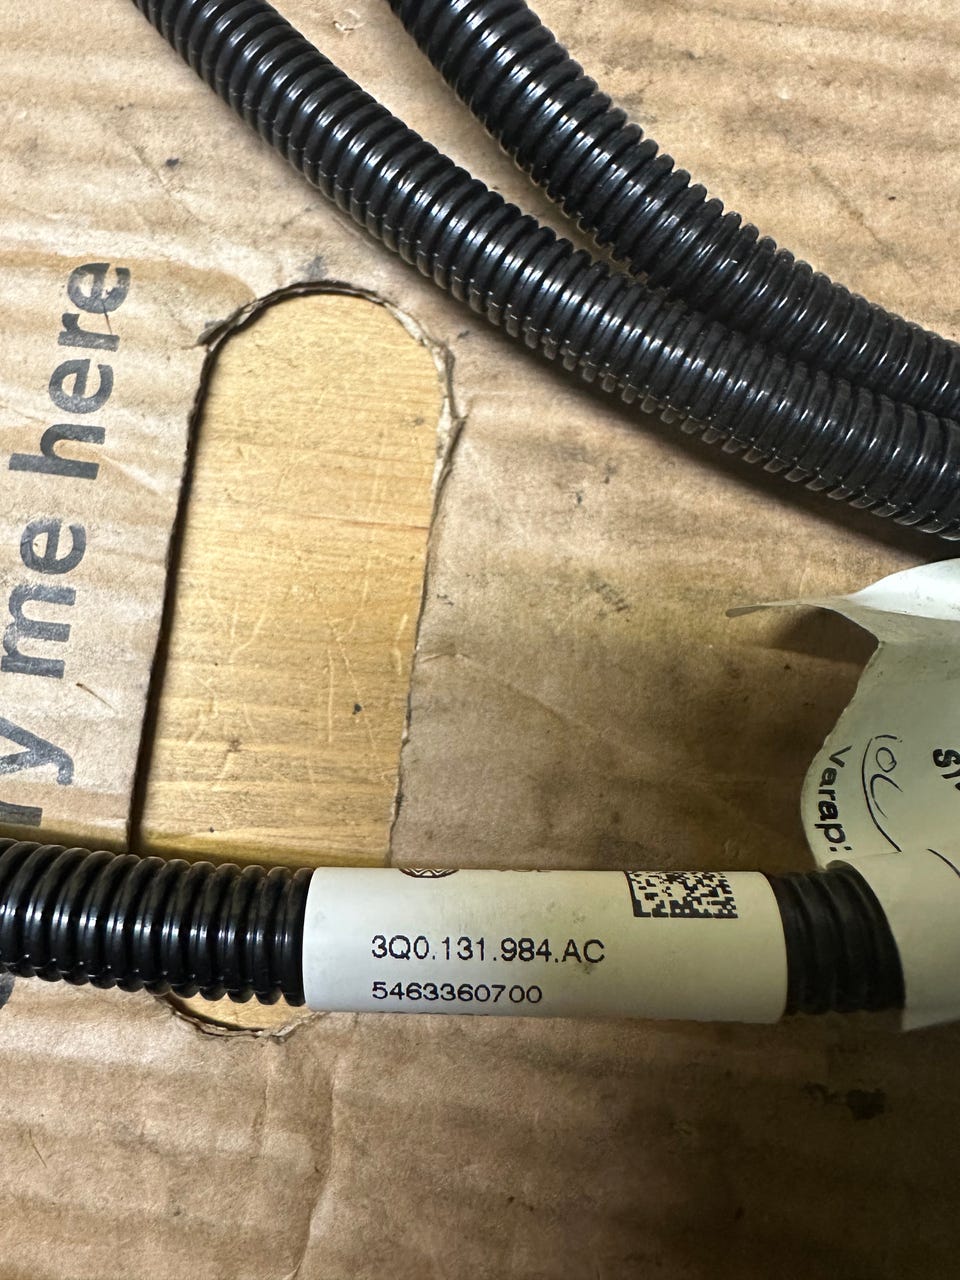 y me here
3Q0.131.984.AC
5463360700
Varap: